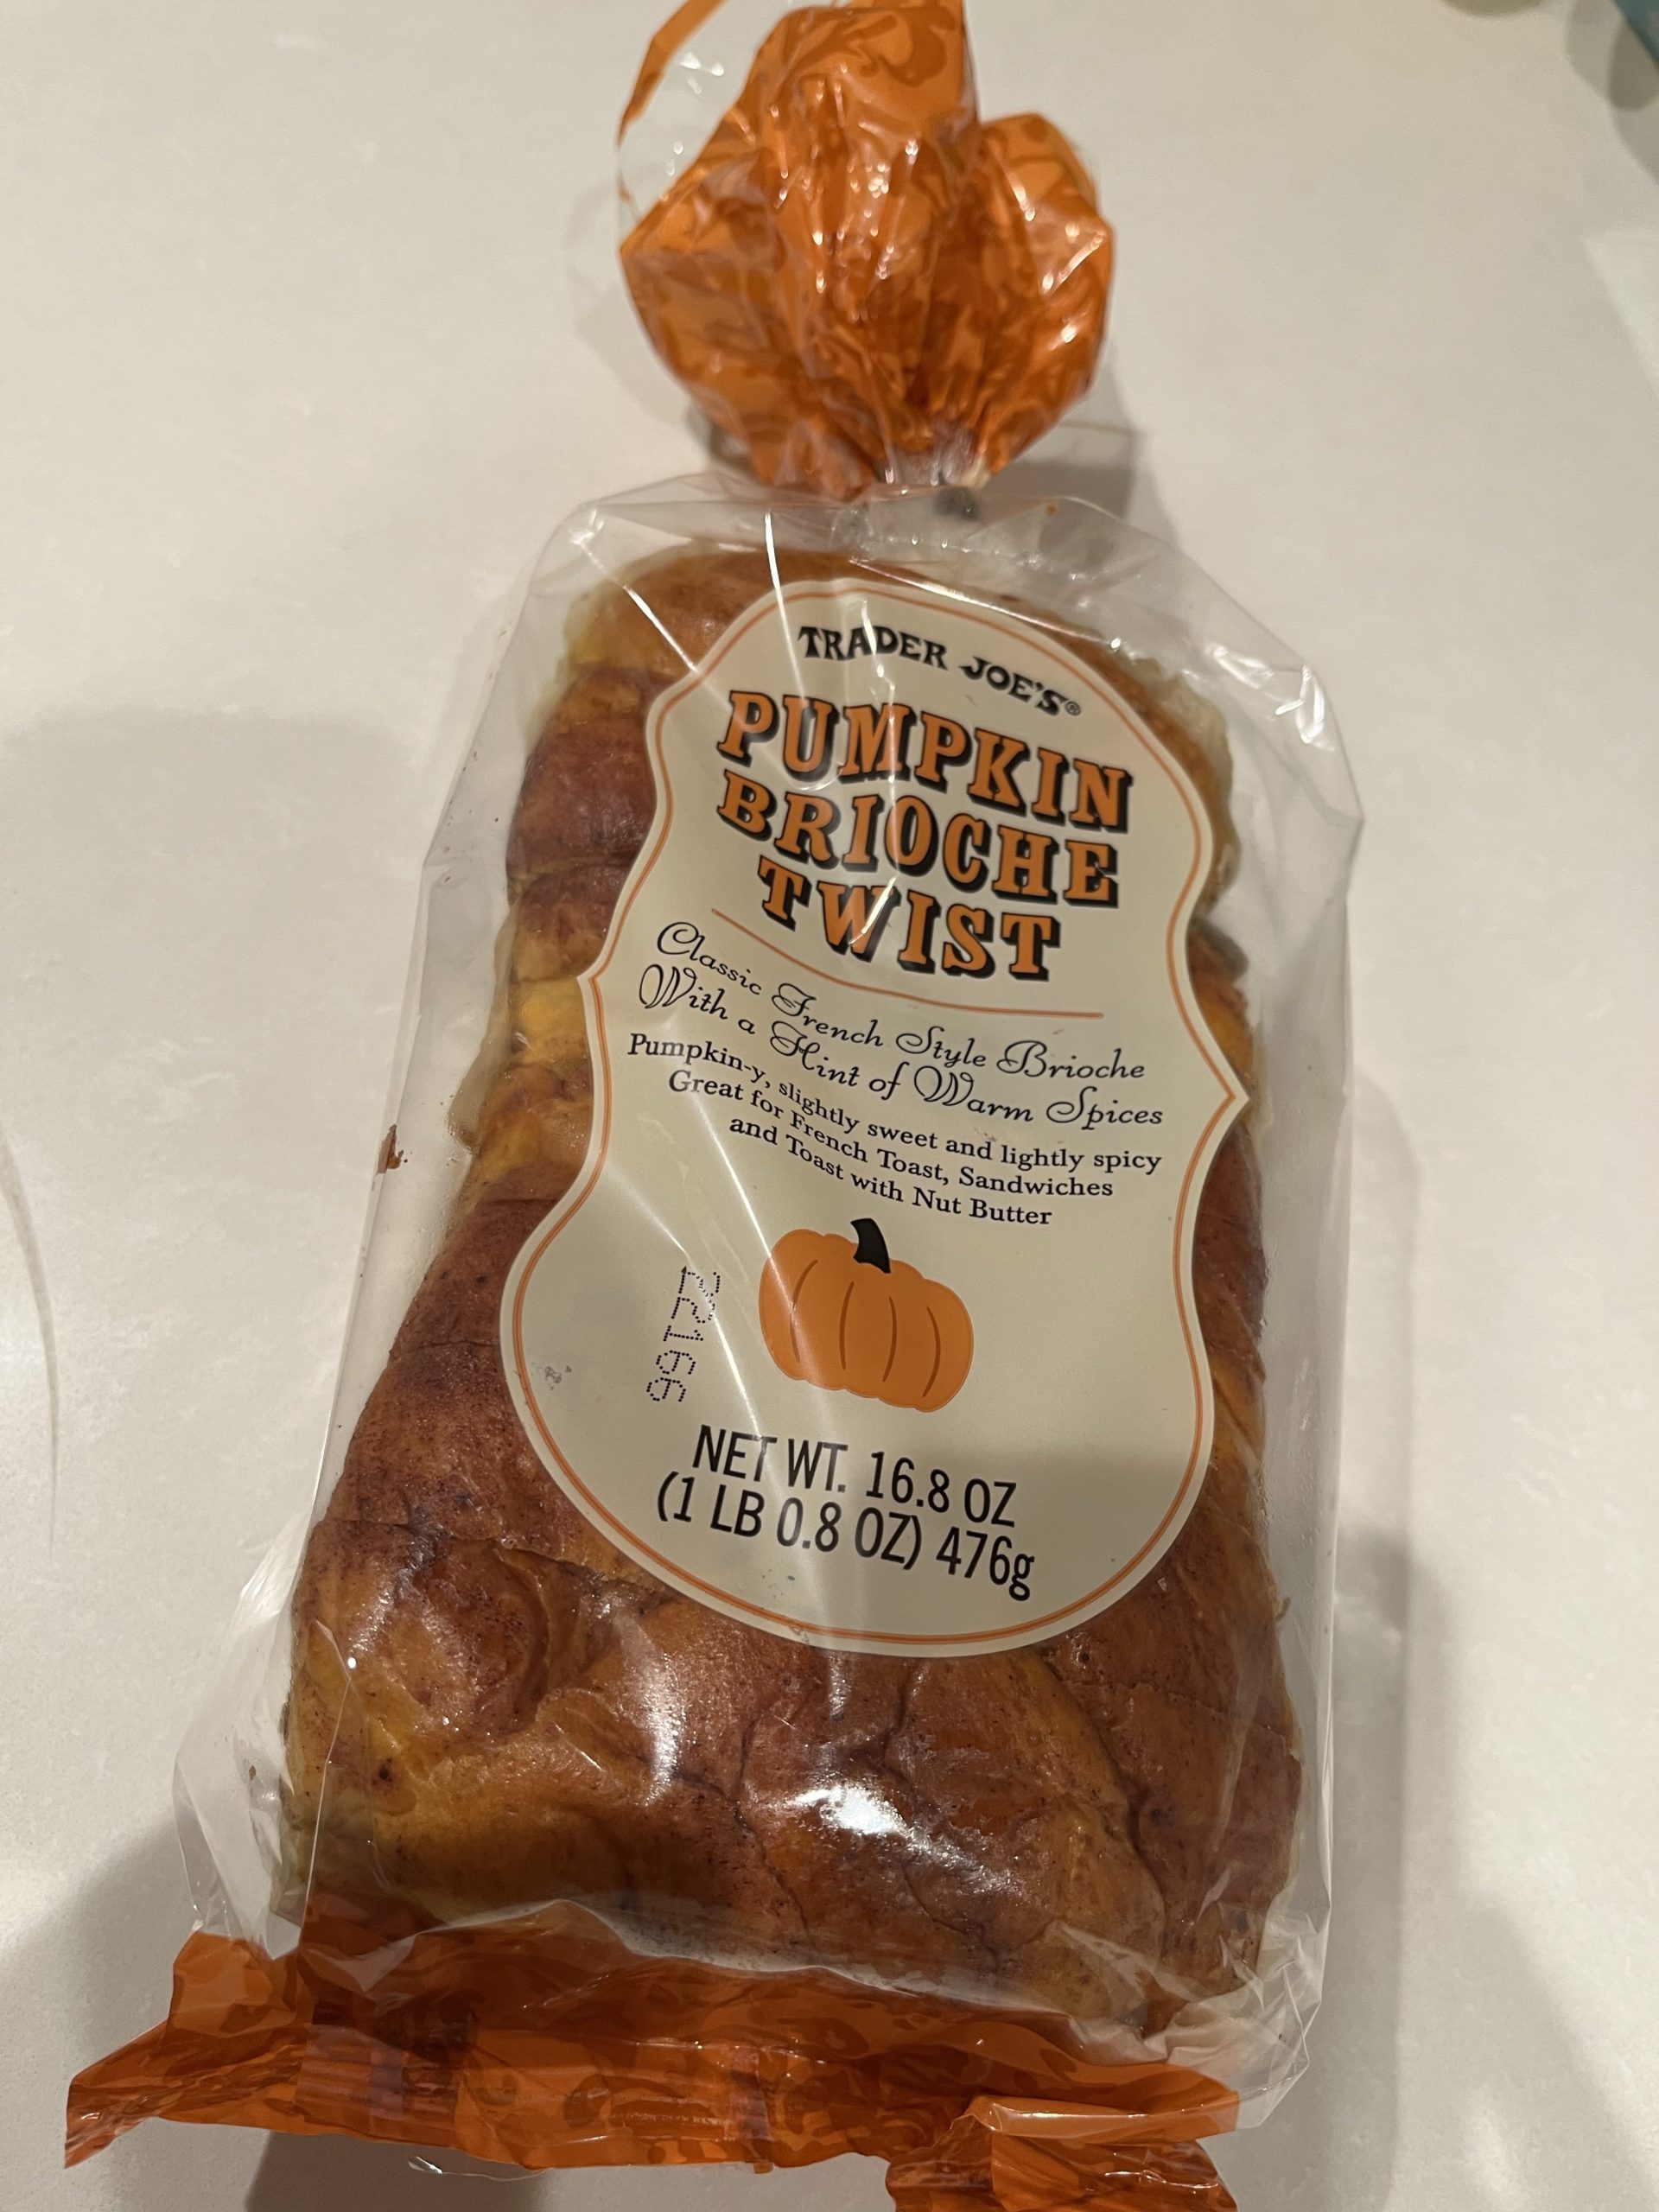 TRADER JOE'S®
PUMPKIN
BRIOCHE
TWIST
Classic French Style Brioche
With a Hint of Warm Spices
Pumpkin-y, slightly sweet and lightly spicy
Great for French Toast, Sandwiches
and Toast with Nut Butter
NET WT. 16.8 OZ
(1 LB 0.8 OZ) 476g